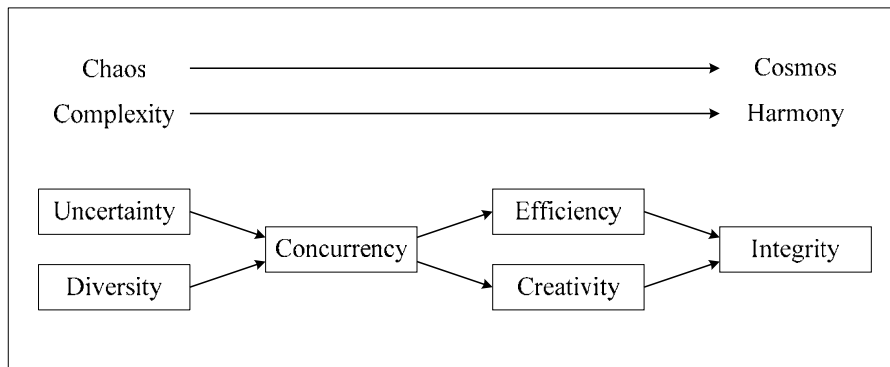 Chaos
Cosmos
Complexity
Harmony
Uncertainty
Efficiency
Concurrency
Integrity
Diversity
Creativity